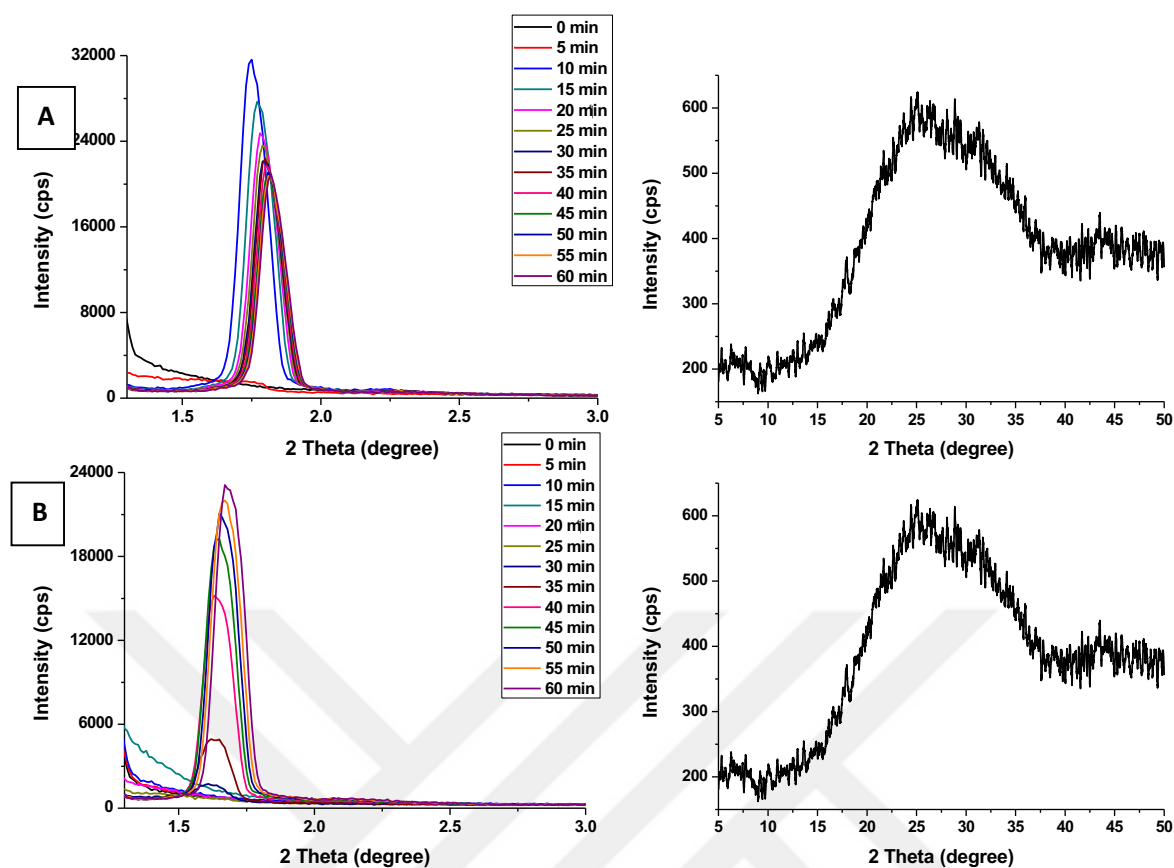 A
Intensity (cps)
32000
24000
16000
8000
0
1.5
2.0
2.5
3.0
2 Theta (degree)
0 min
5 min
10 min
15 min
20 min
25 min
30 min
35 min
40 min
45 min
50 min
55 min
60 min
Intensity (cps)
600
500
400
300
200
5
10
15
20
25
30
35
40
45
50
2 Theta (degree)
B
Intensity (cps)
24000
18000
12000
6000
0
1.5
2.0
2.5
3.0
2 Theta (degree)
0 min
5 min
10 min
15 min
20 min
25 min
30 min
35 min
40 min
45 min
50 min
55 min
60 min
Intensity (cps)
600
500
400
300
200
5
10
15
20
25
30
35
40
45
50
2 Theta (degree)